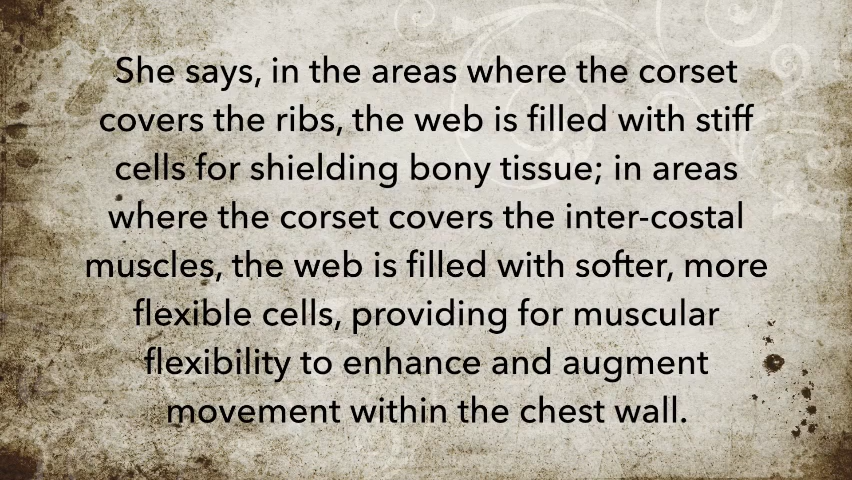 She says, in the areas where the corset
covers the ribs, the web is filled with stiff
cells for shielding bony tissue; in areas
where the corset covers the inter-costal
muscles, the web is filled with softer, more
flexible cells, providing for muscular
flexibility to enhance and augment
movement within the chest wall.